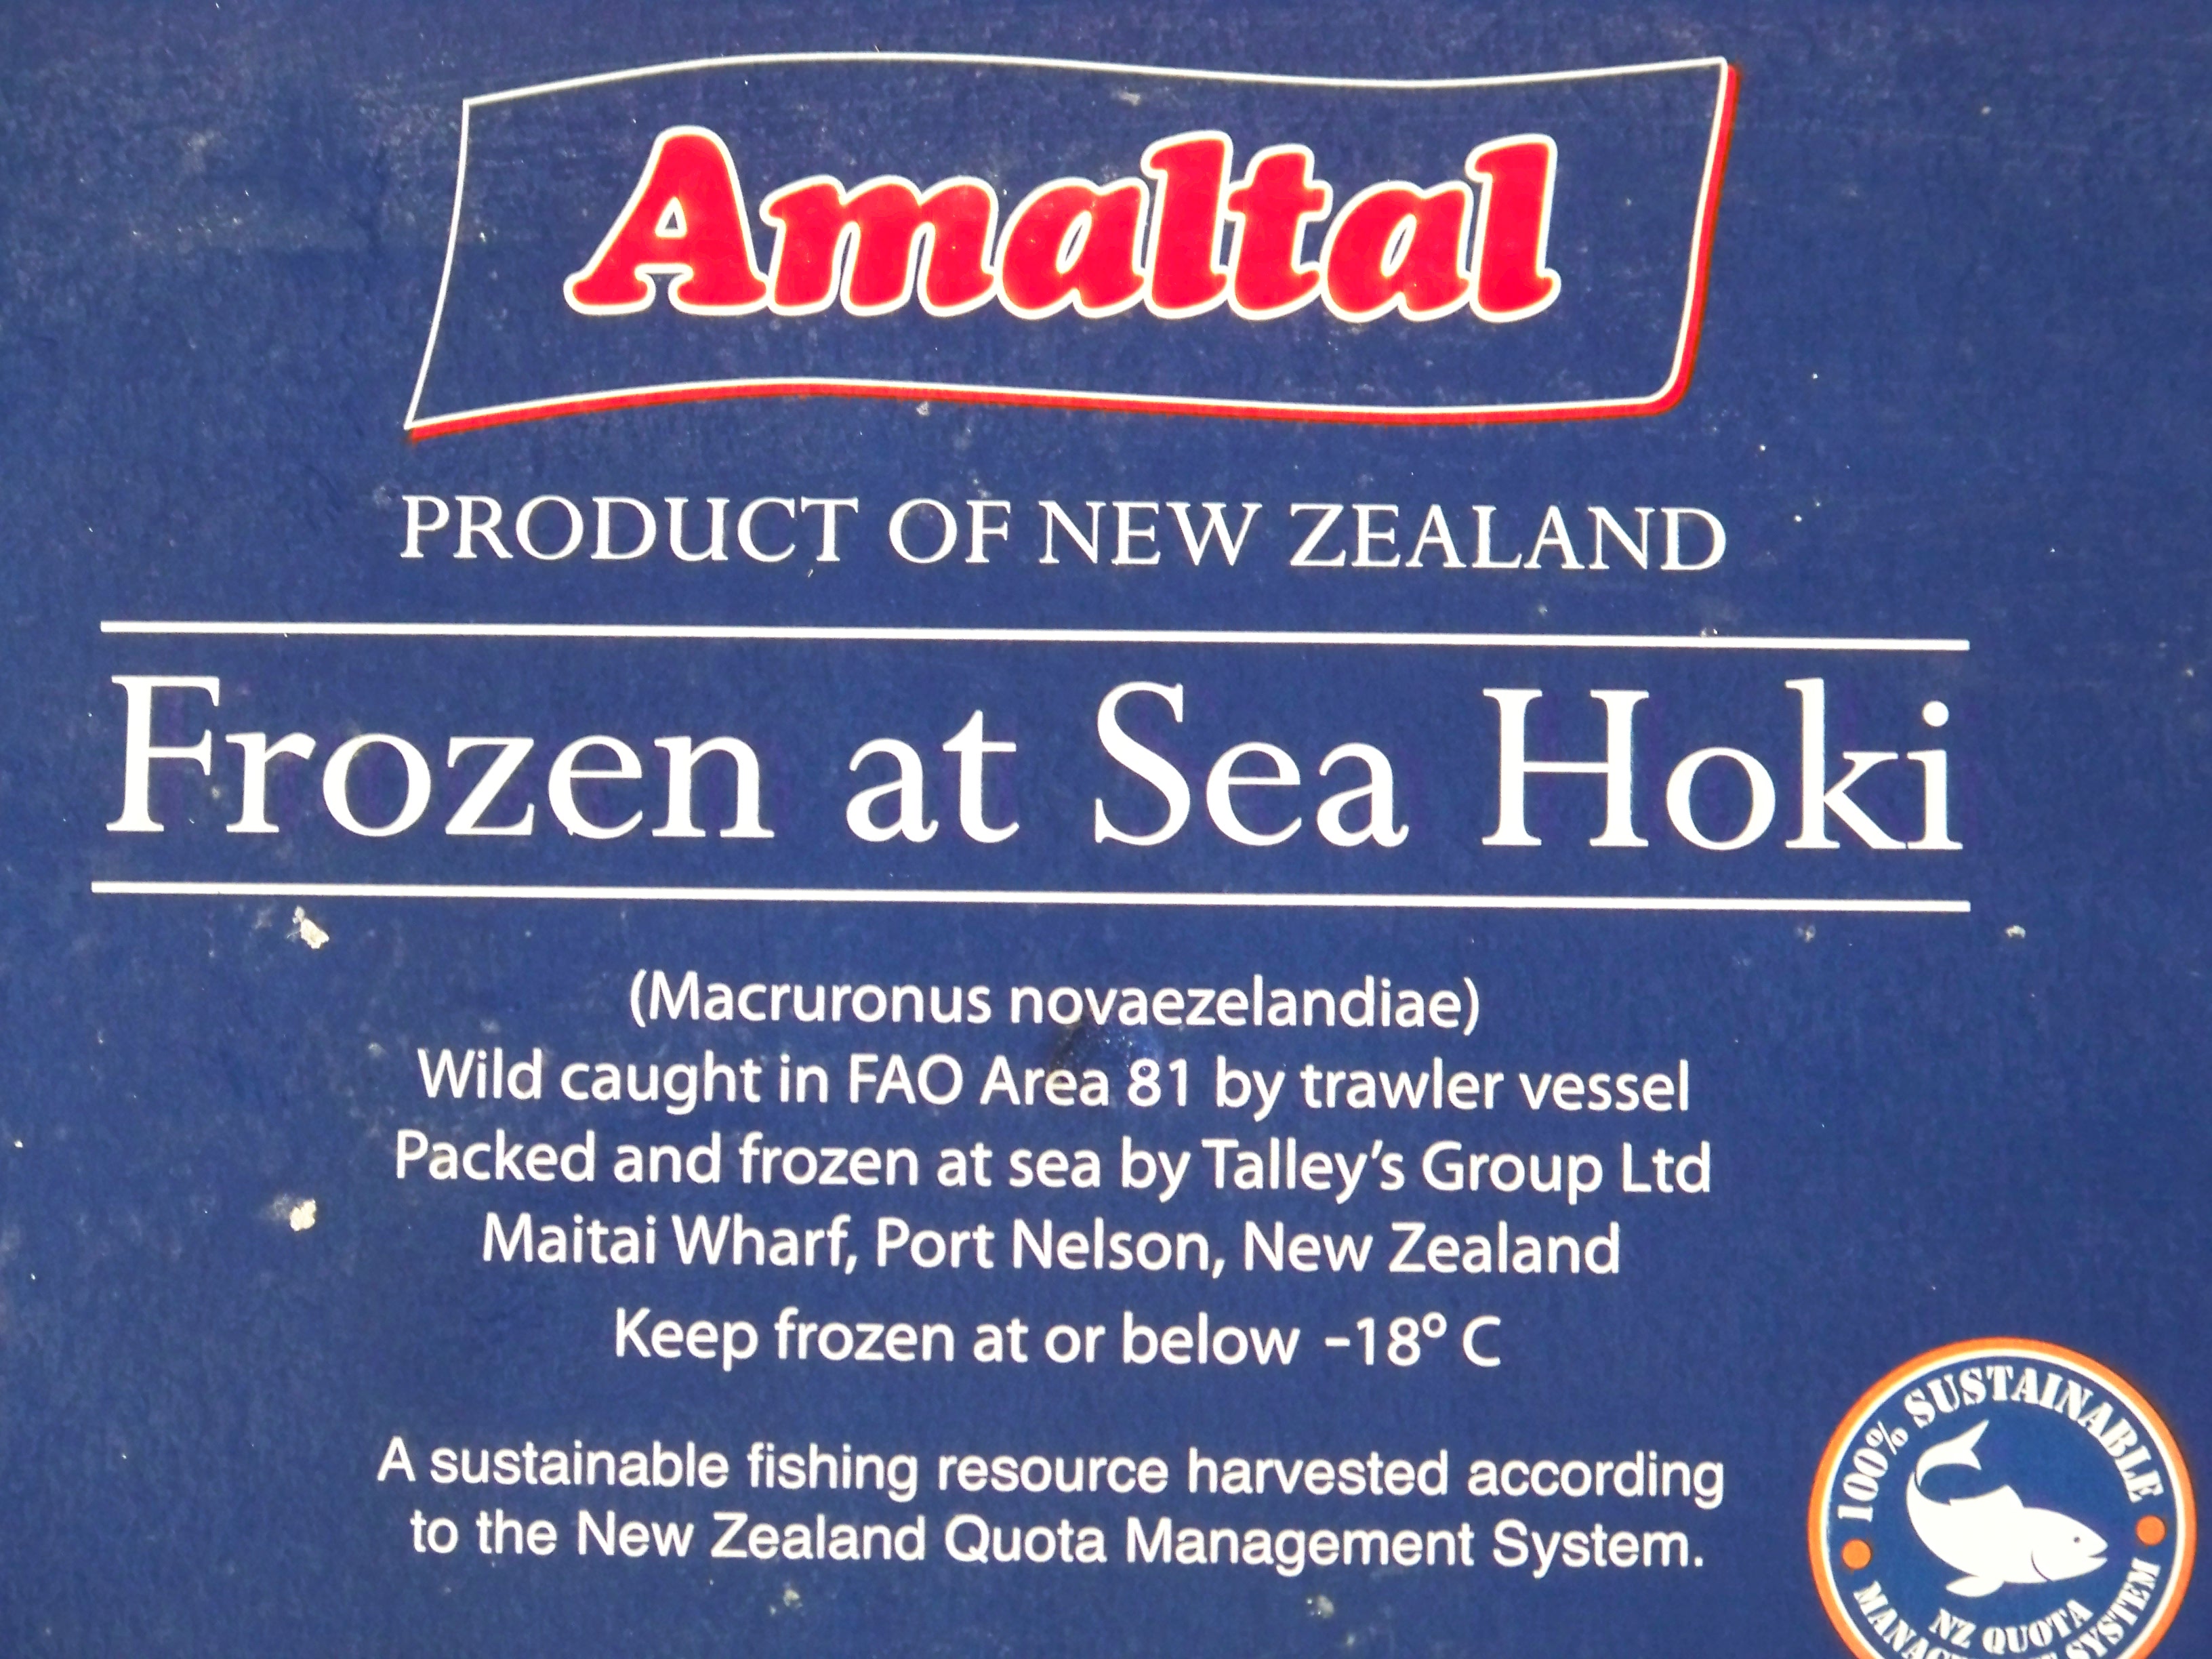 Amaltal
PRODUCT OF NEW ZEALAND
Frozen at Sea Hoki
(Macruronus novaezelandiae)
Wild caught in FAO Area 81 by trawler vessel
Packed and frozen at sea by Talley's Group Ltd
Maitai Wharf, Port Nelson, New Zealand
Keep frozen at or below -18º C
A sustainable fishing resource harvested according
to the New Zealand Quota Management System.
100% SUSTAINABLE
NZ QUOTA
SYSTEM